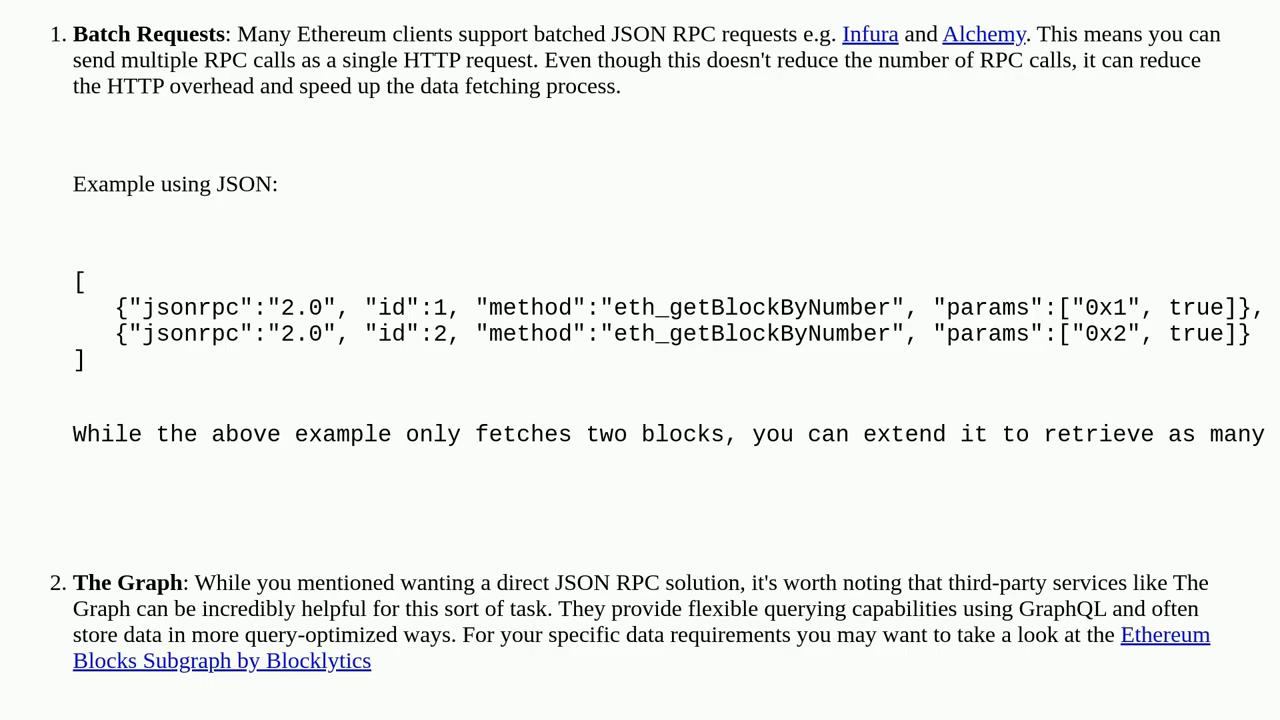 1. Batch Requests: Many Ethereum clients support batched JSON RPC requests e.g. Infura and Alchemy. This means you can
send multiple RPC calls as a single HTTP request. Even though this doesn't reduce the number of RPC calls, it can reduce
the HTTP overhead and speed up the data fetching process.
Example using JSON:
[
   {"jsonrpc":"2.0", "id":1, "method":"eth_getBlockByNumber", "params":["0x1", true]},
   {"jsonrpc":"2.0", "id":2, "method":"eth_getBlockByNumber", "params":["0x2", true]}
]
While the above example only fetches two blocks, you can extend it to retrieve as many
2. The Graph: While you mentioned wanting a direct JSON RPC solution, it's worth noting that third-party services like The
Graph can be incredibly helpful for this sort of task. They provide flexible querying capabilities using GraphQL and often
store data in more query-optimized ways. For your specific data requirements you may want to take a look at the Ethereum
Blocks Subgraph by Blocklytics